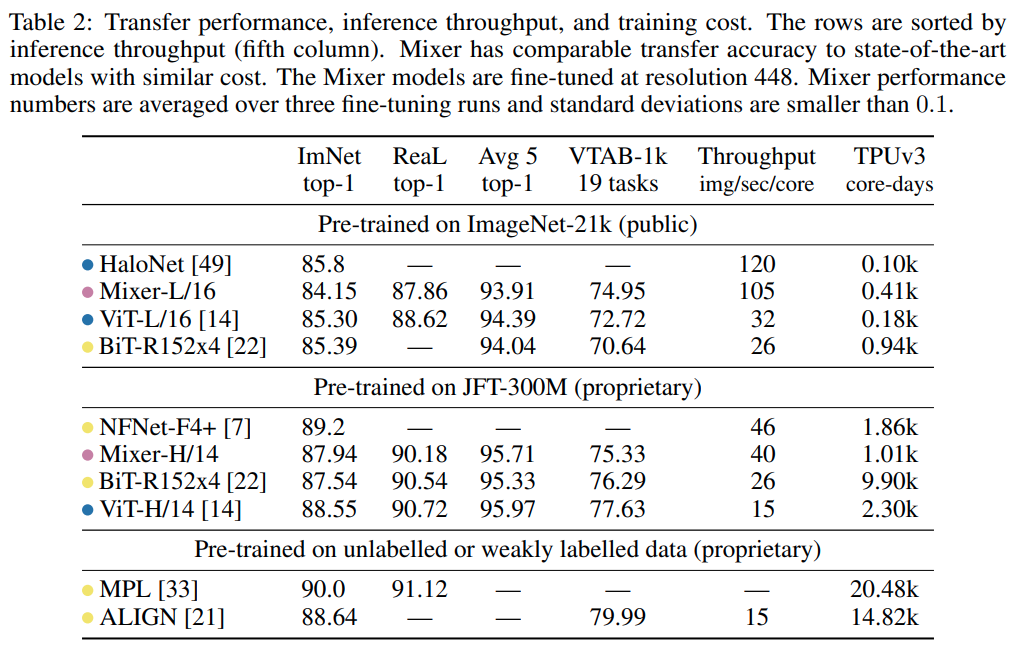 Table 2: Transfer performance, inference throughput, and training cost. The rows are sorted by
inference throughput (fifth column). Mixer has comparable transfer accuracy to state-of-the-art
models with similar cost. The Mixer models are fine-tuned at resolution 448. Mixer performance
numbers are averaged over three fine-tuning runs and standard deviations are smaller than 0.1.
ImNet ReaL Avg 5 VTAB-1k Throughput TPUv3
top-1 top-1 top-1 19 tasks img/sec/core core-days
Pre-trained on ImageNet-21k (public)
HaloNet [49] 85.8 — — — 120 0.10k
Mixer-L/16 84.15 87.86 93.91 74.95 105 0.41k
ViT-L/16 [14] 85.30 88.62 94.39 72.72 32 0.18k
BiT-R152x4 [22] 85.39 — 94.04 70.64 26 0.94k
Pre-trained on JFT-300M (proprietary)
NFNet-F4+ [7] 89.2 — — — 46 1.86k
Mixer-H/14 87.94 90.18 95.71 75.33 40 1.01k
BiT-R152x4 [22] 87.54 90.54 95.33 76.29 26 9.90k
ViT-H/14 [14] 88.55 90.72 95.97 77.63 15 2.30k
Pre-trained on unlabelled or weakly labelled data (proprietary)
MPL [33] 90.0 91.12 — — — 20.48k
ALIGN [21] 88.64 — — 79.99 15 14.82k